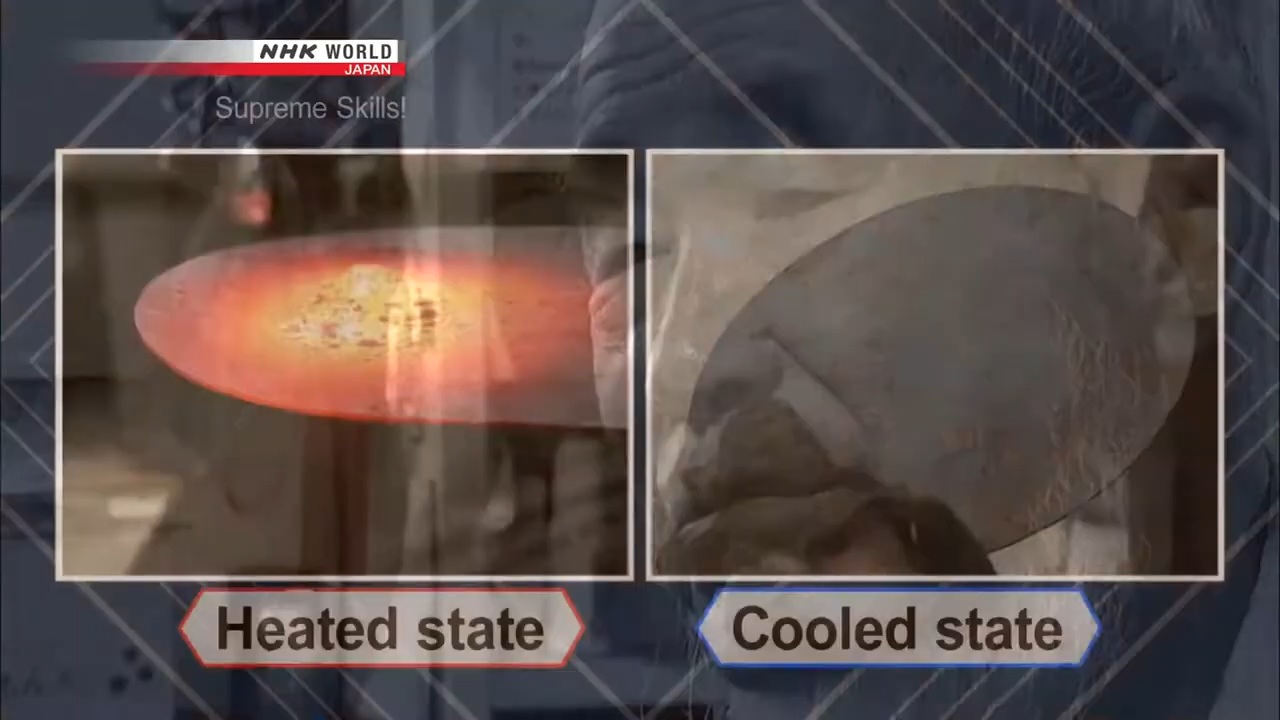 NHK WORLD
JAPAN
Supreme Skills!
Heated state
Cooled state